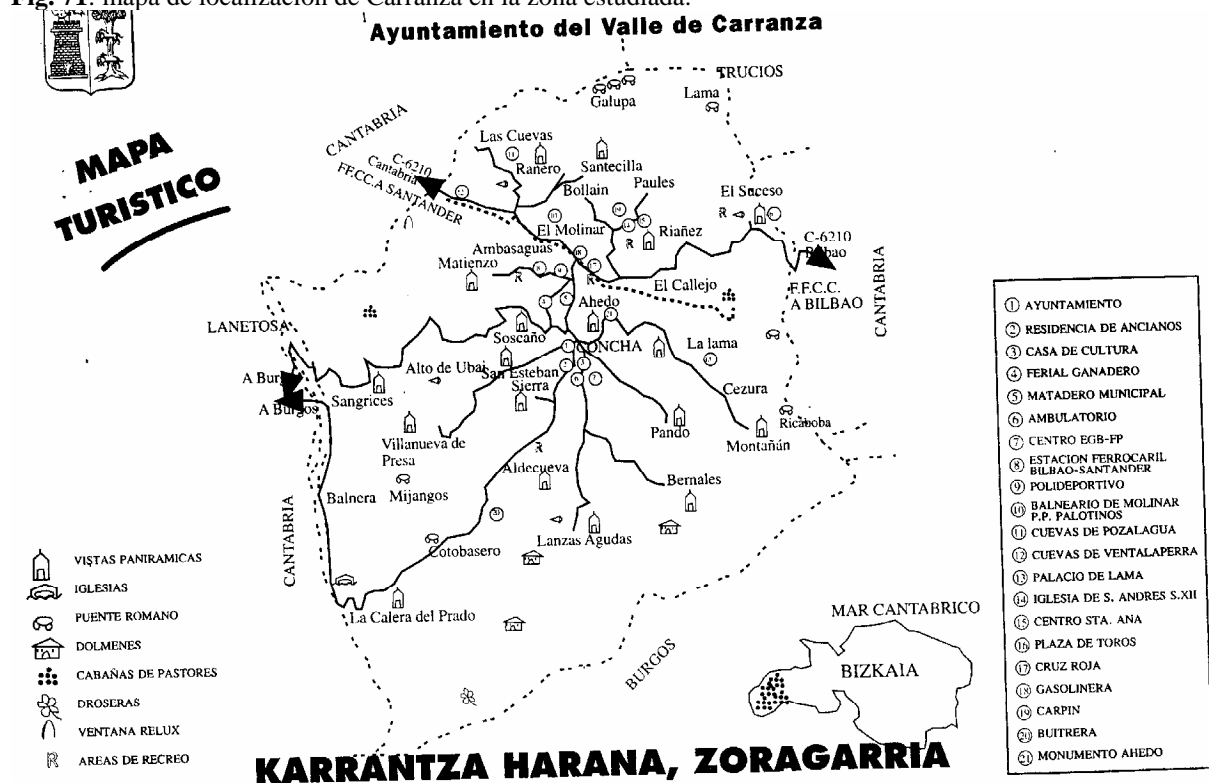 Fig. 71: mapa de localización de Carranza en la zona estudiada.
Ayuntamiento del Valle de Carranza
MAPA
TURISTICO
TRUCIOS
Galupa
Lama
CANTABRIA
C-6210
Cantabria
FF.CC.A SANTANDER
Las Cuevas
11
Ranero
Santecilla
Bollain
Paules
El Suceso
El Molinar
Riañez
C-6210
Bilbao
F.F.C.C.
A BILBAO
CANTABRIA
Ambasaguas
Matienzo
El Callejo
LANETOSA
Ahedo
Soscaño
CONCHA
La lama
Alto de Ubai
San Esteban
Sierra
Cezura
A Burgos
A Burgos
Sangrices
Villanueva de
Presa
Pando
Montañán
Ricaboba
Aldecueva
Bernales
Balnera
Mijangos
Cotobasero
Lanzas Agudas
CANTABRIA
La Calera del Prado
BURGOS
MAR CANTABRICO
BIZKAIA
VISTAS PANIRAMICAS
IGLESIAS
PUENTE ROMANO
DOLMENES
CABAÑAS DE PASTORES
DROSERAS
VENTANA RELUX
R AREAS DE RECREO
1 AYUNTAMIENTO
2 RESIDENCIA DE ANCIANOS
3 CASA DE CULTURA
4 FERIAL GANADERO
5 MATADERO MUNICIPAL
6 AMBULATORIO
7 CENTRO EGB-FP
8 ESTACION FERROCARIL
BILBAO-SANTANDER
9 POLIDEPORTIVO
10 BALNEARIO DE MOLINAR
P.P. PALOTINOS
11 CUEVAS DE POZALAGUA
12 CUEVAS DE VENTALAPERRA
13 PALACIO DE LAMA
14 IGLESIA DE S. ANDRES S.XII
15 CENTRO STA. ANA
16 PLAZA DE TOROS
17 CRUZ ROJA
18 GASOLINERA
19 CARPIN
20 BUITRERA
21 MONUMENTO AHEDO
KARRANTZA HARANA, ZORAGARRIA